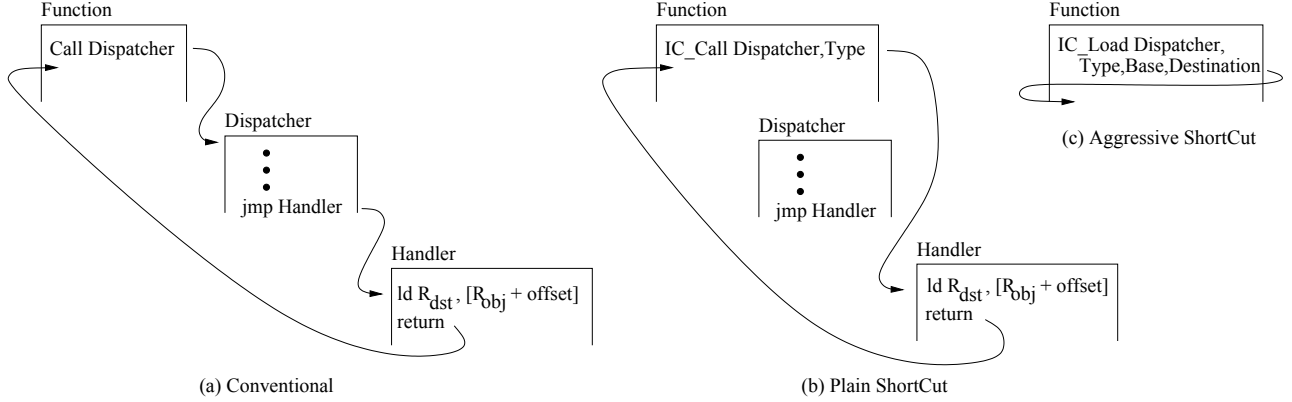 Function
Call Dispatcher
Dispatcher
jmp Handler
Handler
ld Rdst, [Robj + offset]
return
(a) Conventional
Function
IC_Call Dispatcher,Type
Dispatcher
jmp Handler
Handler
ld Rdst, [Robj + offset]
return
(b) Plain ShortCut
Function
IC_Load Dispatcher,
Type,Base,Destination
(c) Aggressive ShortCut